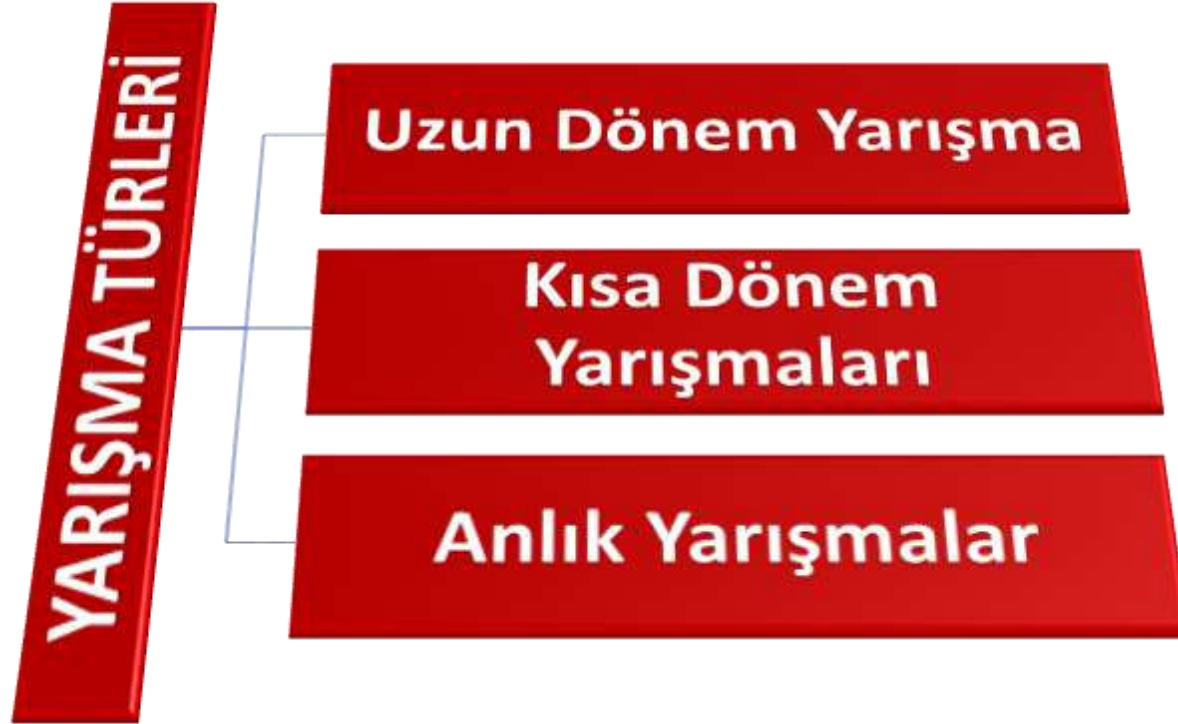 YARIŞMA TÜRLERİ
Uzun Dönem Yarışma
Kısa Dönem
Yarışmaları
Anlık Yarışmalar